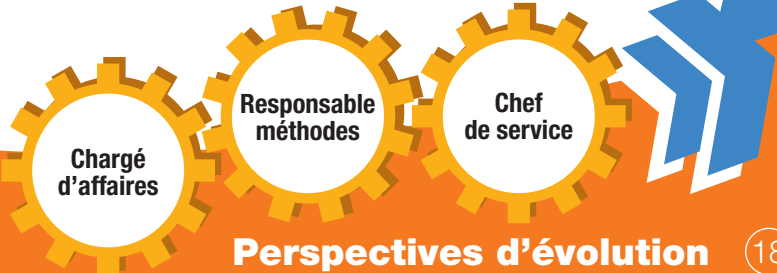 Chargé
d’affaires
Responsable
méthodes
Chef
de service
Perspectives d’évolution
18